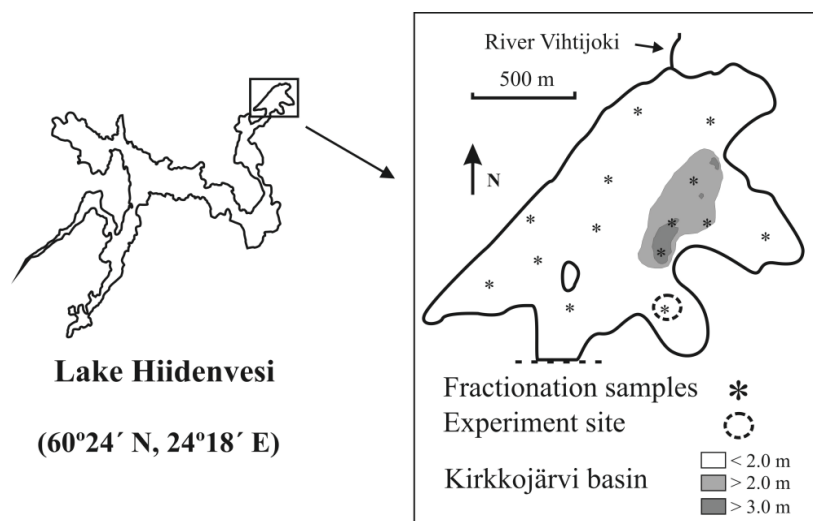 Lake Hiidenvesi
(60º24´ N, 24º18´ E)
River Vihtijoki
500 m
N
Fractionation samples *
Experiment site
Kirkkojärvi basin
< 2.0 m
> 2.0 m
> 3.0 m